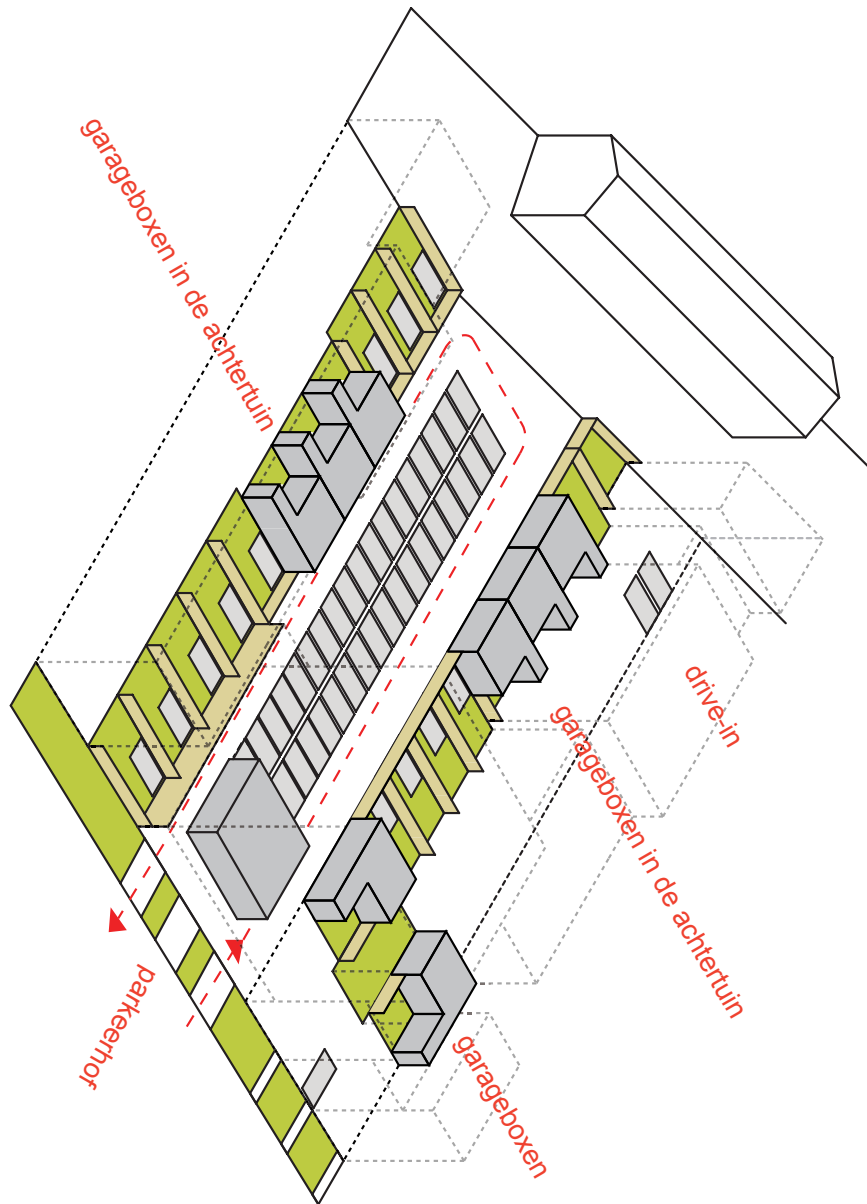 garageboxen in de achtertuin
drive-in
garageboxen in de achtertuin
parkeerhof
garageboxen